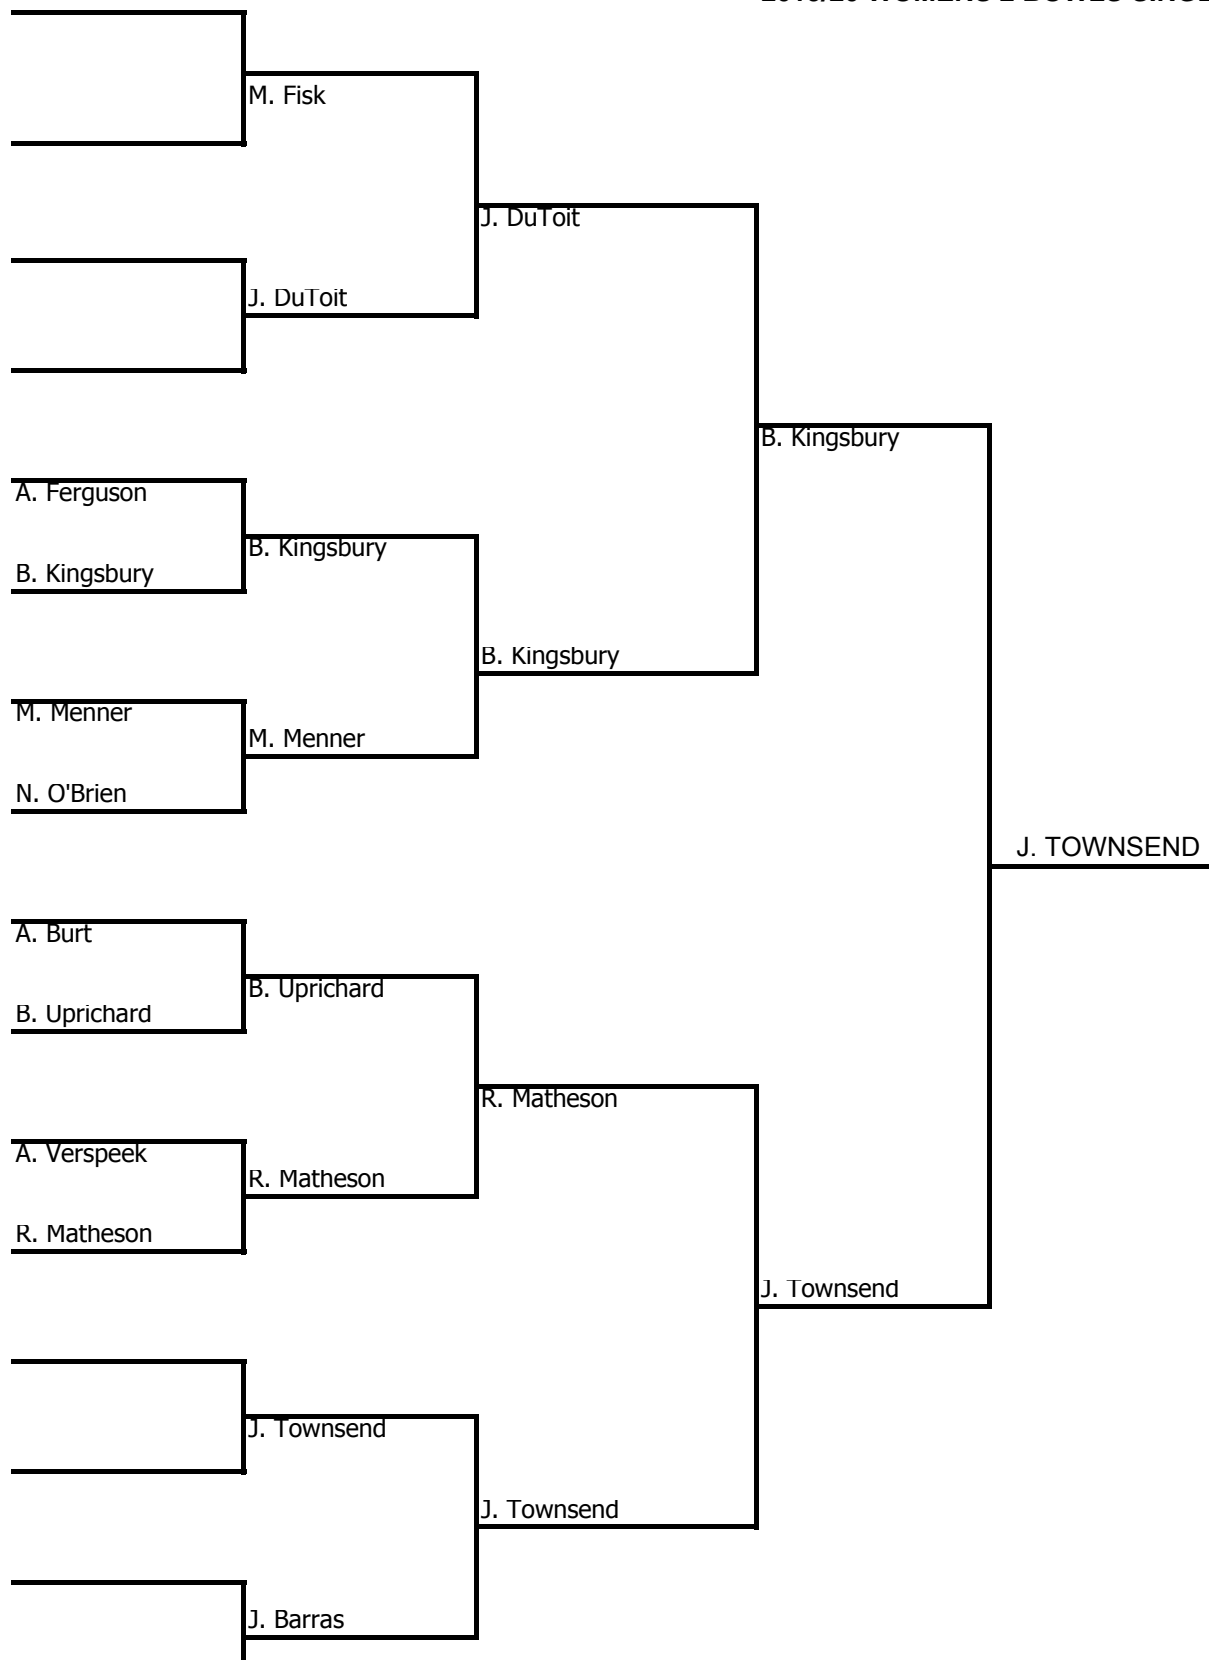 M. Fisk
J. DuToit
J. DuToit
B. Kingsbury
A. Ferguson
B. Kingsbury
B. Kingsbury
B. Kingsbury
M. Menner
M. Menner
N. O'Brien
J. TOWNSEND
A. Burt
B. Uprichard
B. Uprichard
R. Matheson
A. Verspeek
R. Matheson
R. Matheson
J. Townsend
J. Townsend
J. Townsend
J. Barras